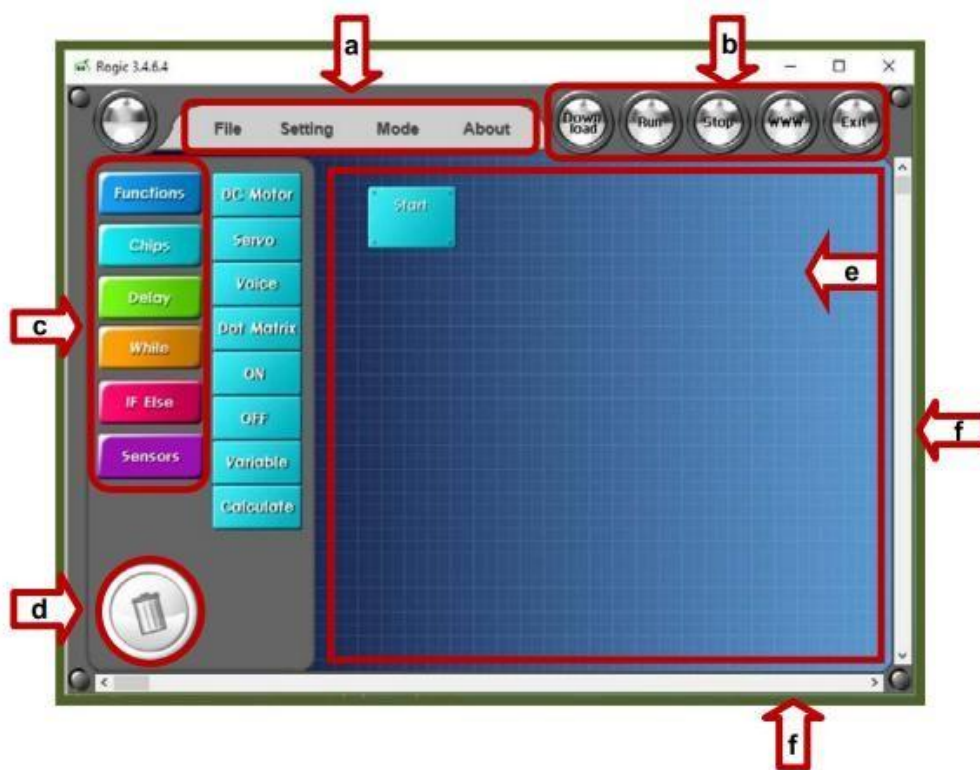 a
b
Rogic 3.4.6.4
File Setting Mode About
Down load Run Stop WWW Exit
Functions
DC Motor
Start
Chips
Servo
e
Delay
Voice
c
While
Dot Matrix
ON
IF Else
OFF
f
Sensors
Variable
Calculate
d
f